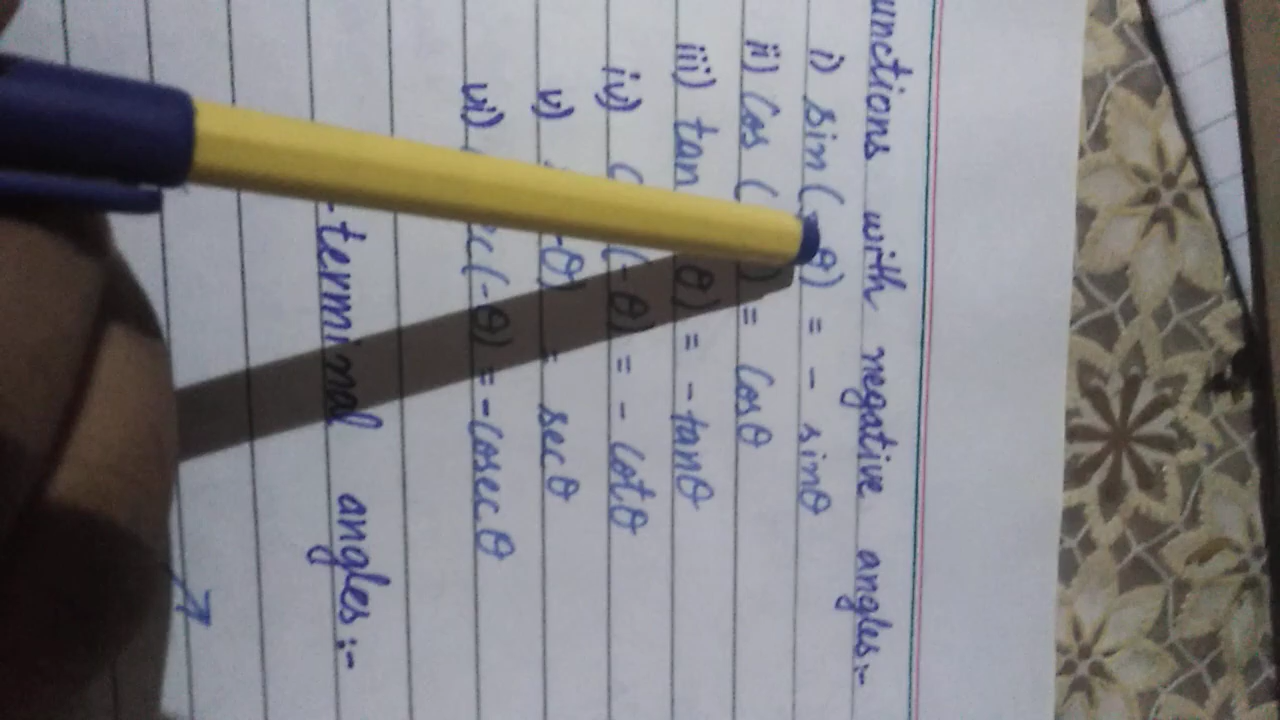 unctions with negative angles:-
i) sin(-θ) = - sinθ
ii) Cos ( ) = Cosθ
iii) tan θ) = -tanθ
iv) ( (-θ) = - Cotθ
v) -θ) = secθ
vi) c(-θ) = -Cosecθ
-terminal angles:-